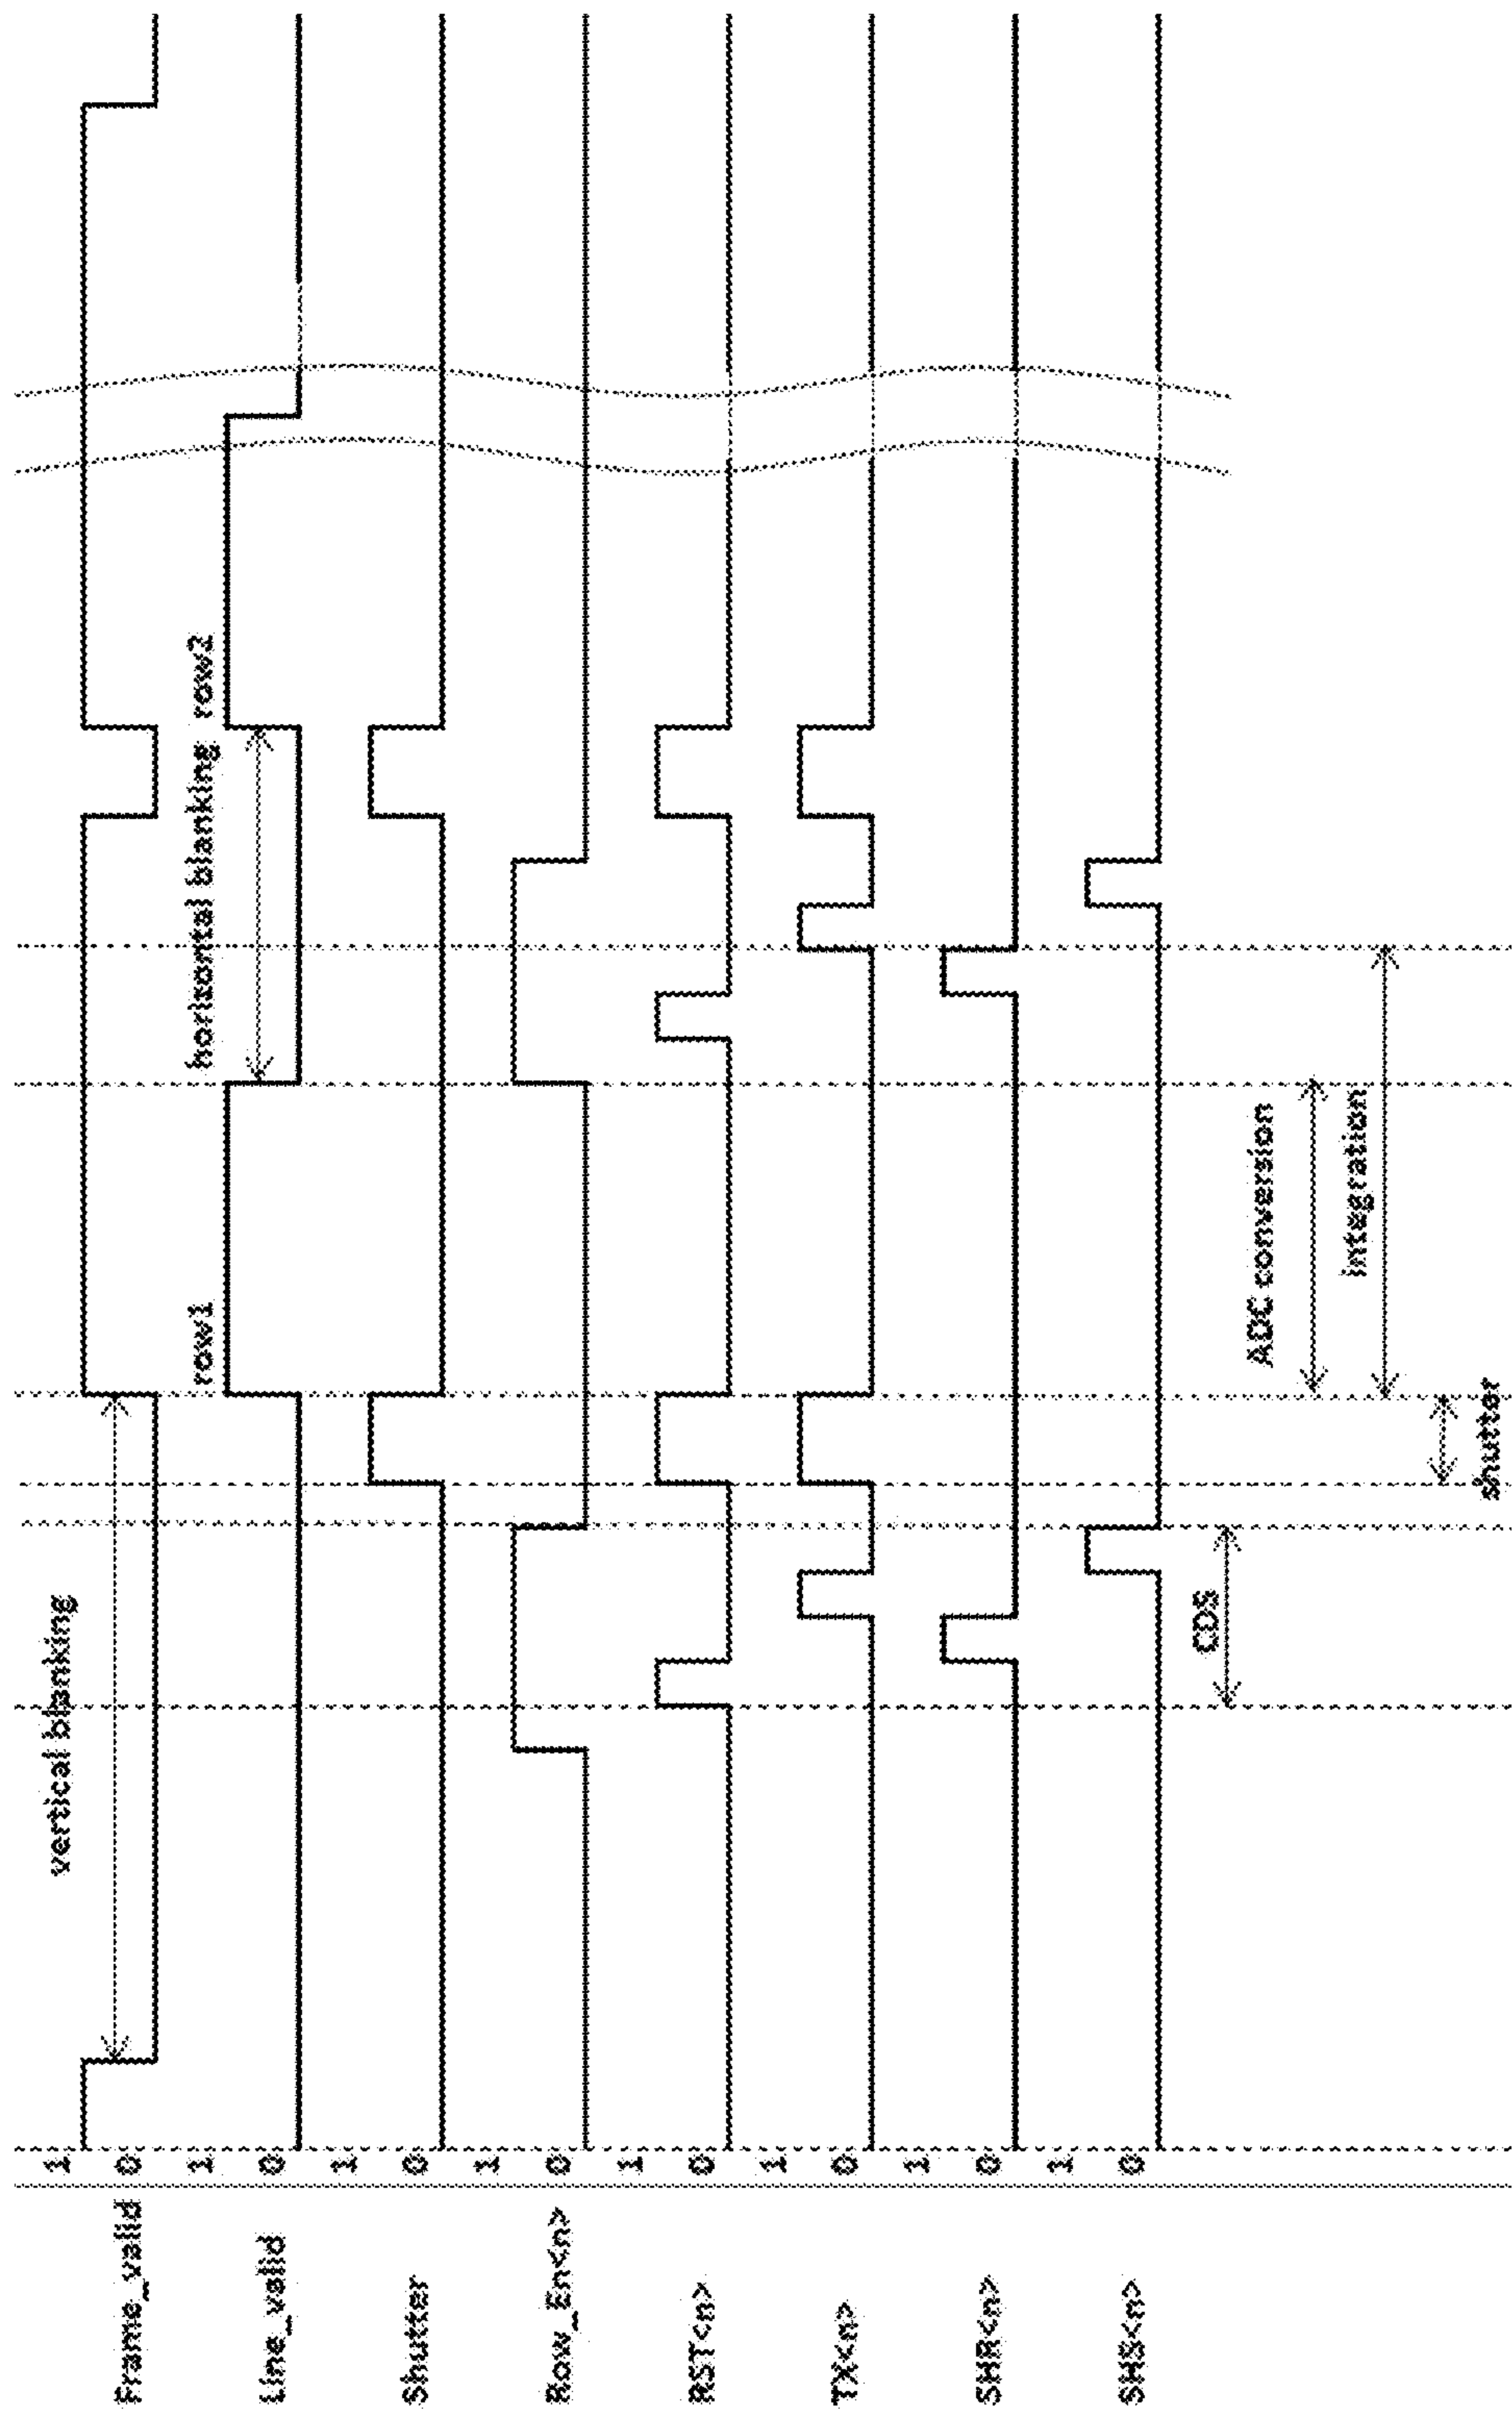 Frame_valid 1 0 vertical blanking
Line_valid 1 0 row1 horizontal blanking row2
Shutter 1 0
Row_En<n> 1 0
RST<n> 1 0
TX<n> 1 0
SHR<n> 1 0
SHS<n> 1 0
CDS
ADC conversion
integration
shutter